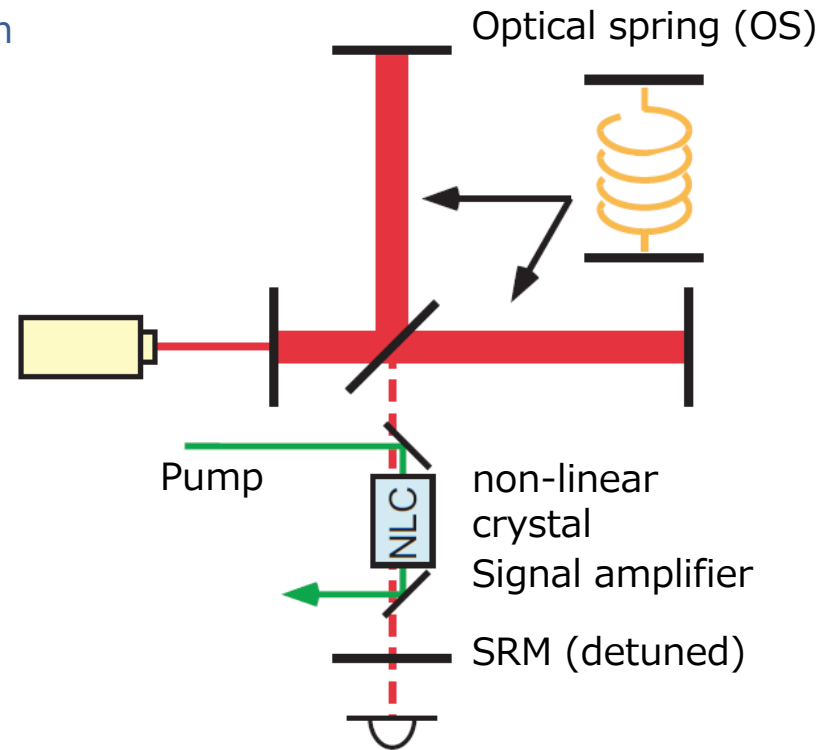 n
Optical spring (OS)
Pump
NLC
non-linear
crystal
Signal amplifier
SRM (detuned)